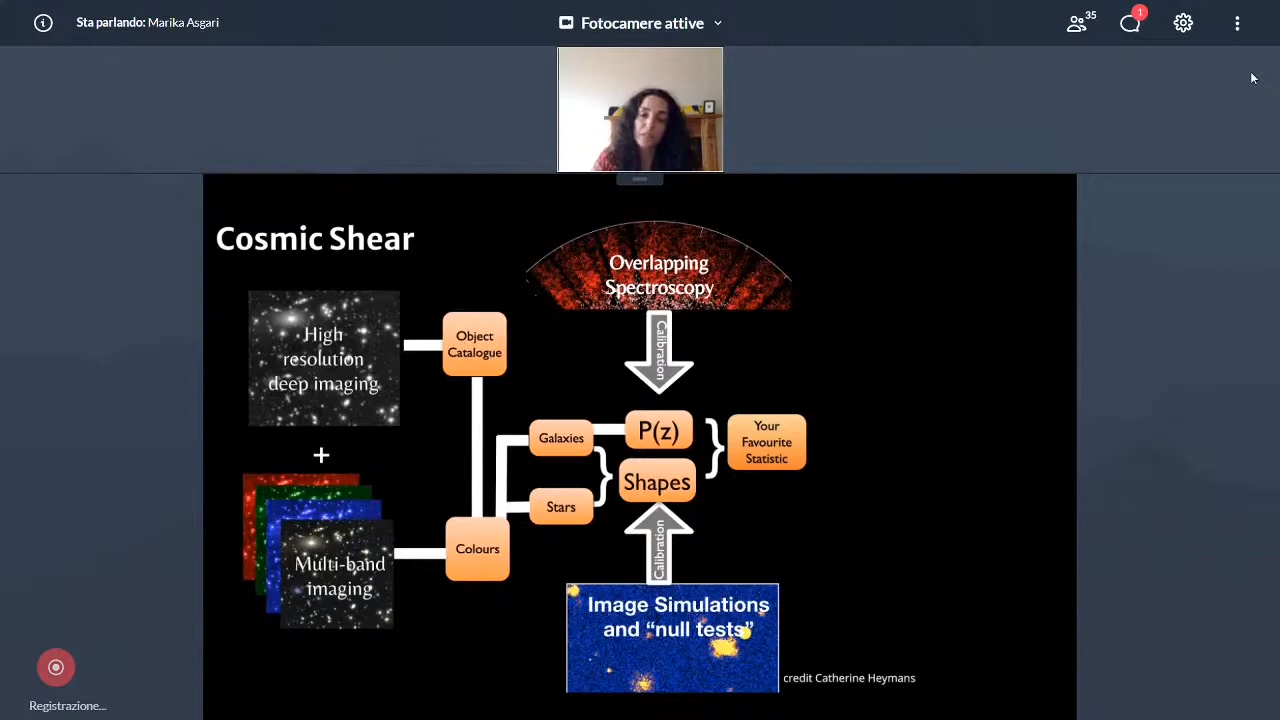 Sta parlando: Marika Asgari
Fotocamere attive
35
1
Cosmic Shear
Overlapping
Spectroscopy
High
resolution
deep imaging
Object
Catalogue
Calibration
+
Galaxies
P(z)
Your
Favourite
Statistic
Shapes
Stars
Colours
Multi-band
imaging
Calibration
Image Simulations
and “null tests”
credit Catherine Heymans
Registrazione...